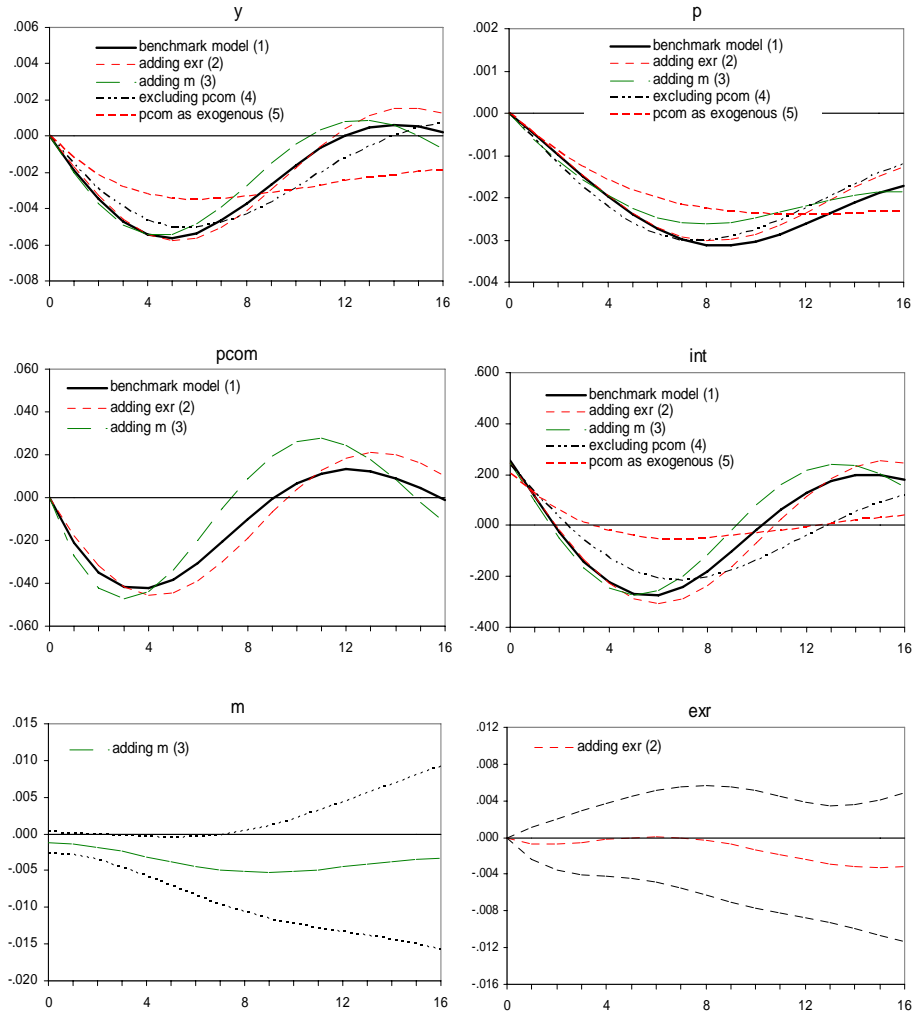 y
.006
.004
.002
.000
-.002
-.004
-.006
-.008
benchmark model (1)
adding exr (2)
adding m (3)
excluding pcom (4)
pcom as exogenous (5)
0 4 8 12 16
p
.002
.001
.000
-.001
-.002
-.003
-.004
benchmark model (1)
adding exr (2)
adding m (3)
excluding pcom (4)
pcom as exogenous (5)
0 4 8 12 16
pcom
.060
.040
.020
.000
-.020
-.040
-.060
benchmark model (1)
adding exr (2)
adding m (3)
0 4 8 12 16
int
.600
.400
.200
.000
-.200
-.400
benchmark model (1)
adding exr (2)
adding m (3)
excluding pcom (4)
pcom as exogenous (5)
0 4 8 12 16
m
.015
.010
.005
.000
-.005
-.010
-.015
-.020
adding m (3)
0 4 8 12 16
exr
.012
.008
.004
.000
-.004
-.008
-.012
-.016
adding exr (2)
0 4 8 12 16